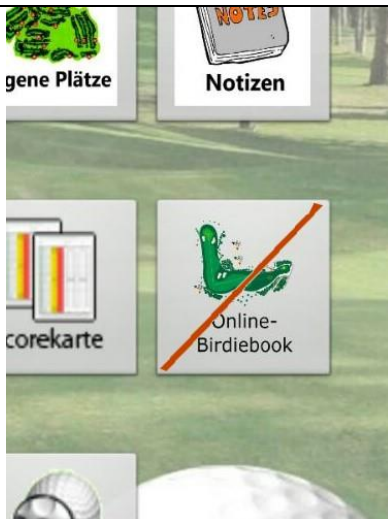 NOTES
gene Plätze
Notizen
corekarte
Online-
Birdiebook